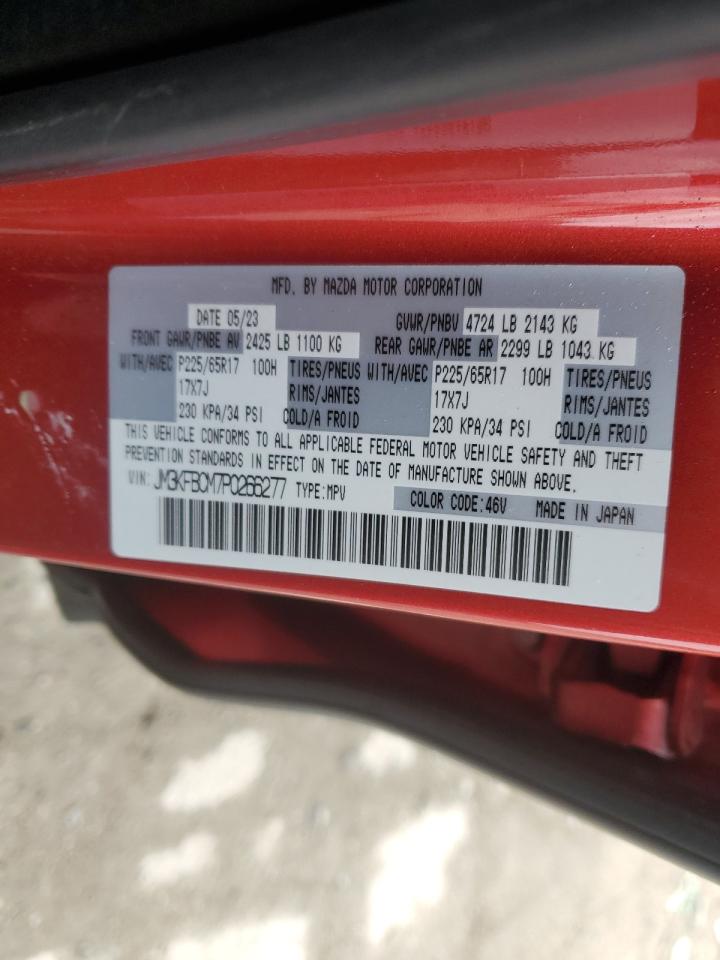 MFD. BY MAZDA MOTOR CORPORATION
DATE 05/23 GVWR/PNBV 4724 LB 2143 KG
FRONT GAWR/PNBE AV 2425 LB 1100 KG REAR GAWR/PNBE AR 2299 LB 1043 KG
WITH/AVEC P225/65R17 100H TIRES/PNEUS WITH/AVEC P225/65R17 100H TIRES/PNEUS
17X7J RIMS/JANTES 17X7J RIMS/JANTES
230 KPA/34 PSI COLD/A FROID 230 KPA/34 PSI COLD/A FROID
THIS VEHICLE CONFORMS TO ALL APPLICABLE FEDERAL MOTOR VEHICLE SAFETY AND THEFT
PREVENTION STANDARDS IN EFFECT ON THE DATE OF MANUFACTURE SHOWN ABOVE.
VIN: JM3KFBCM7P0266277 TYPE:MPV COLOR CODE:46V MADE IN JAPAN